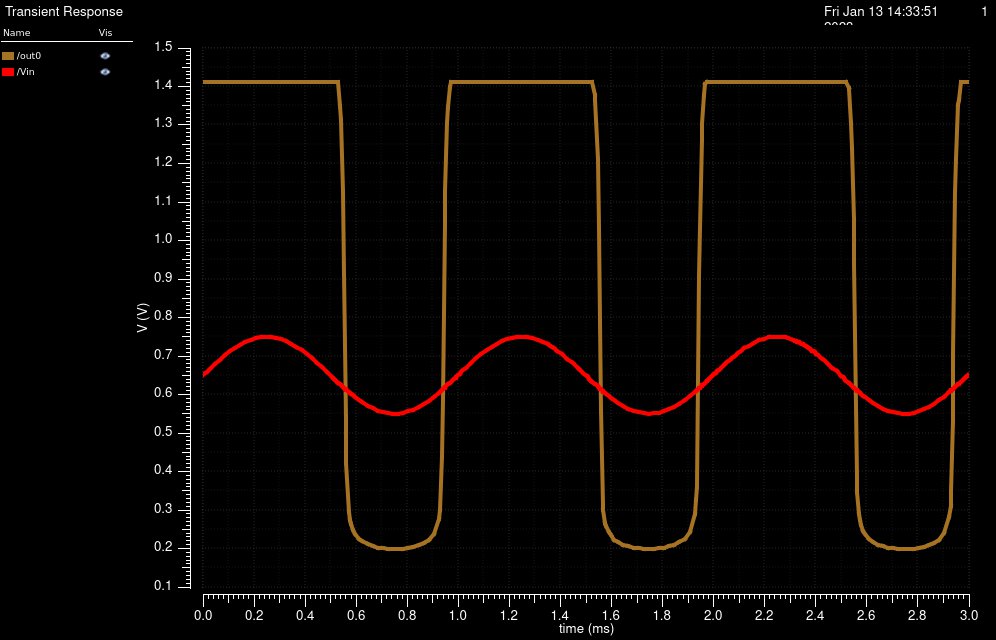 Transient Response
Fri Jan 13 14:33:51 1
Name Vis
/out0
/Vin
1.5
1.4
1.3
1.2
1.1
1.0
0.9
0.8
0.7
0.6
0.5
0.4
0.3
0.2
0.1
V (V)
0.0 0.2 0.4 0.6 0.8 1.0 1.2 1.4 1.6 1.8 2.0 2.2 2.4 2.6 2.8 3.0
time (ms)